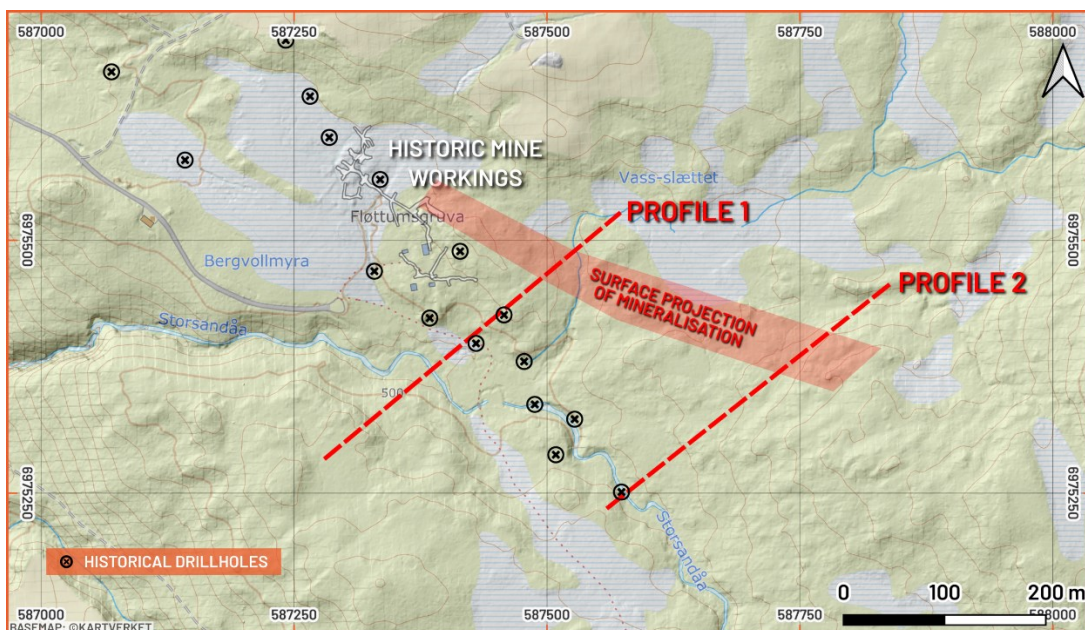 587000
587250
587500
587750
588000
HISTORIC MINE
WORKINGS
Vass-slættet
Fløttumsgruva
PROFILE 1
6975500
6975500
Bergvollmyra
SURFACE PROJECTION
OF MINERALISATION
PROFILE 2
Storsandåa
500
6975250
6975250
HISTORICAL DRILLHOLES
Storsandåa
0 100 200 m
587000
587250
587500
587750
588000
BASEMAP: ©KARTVERKET